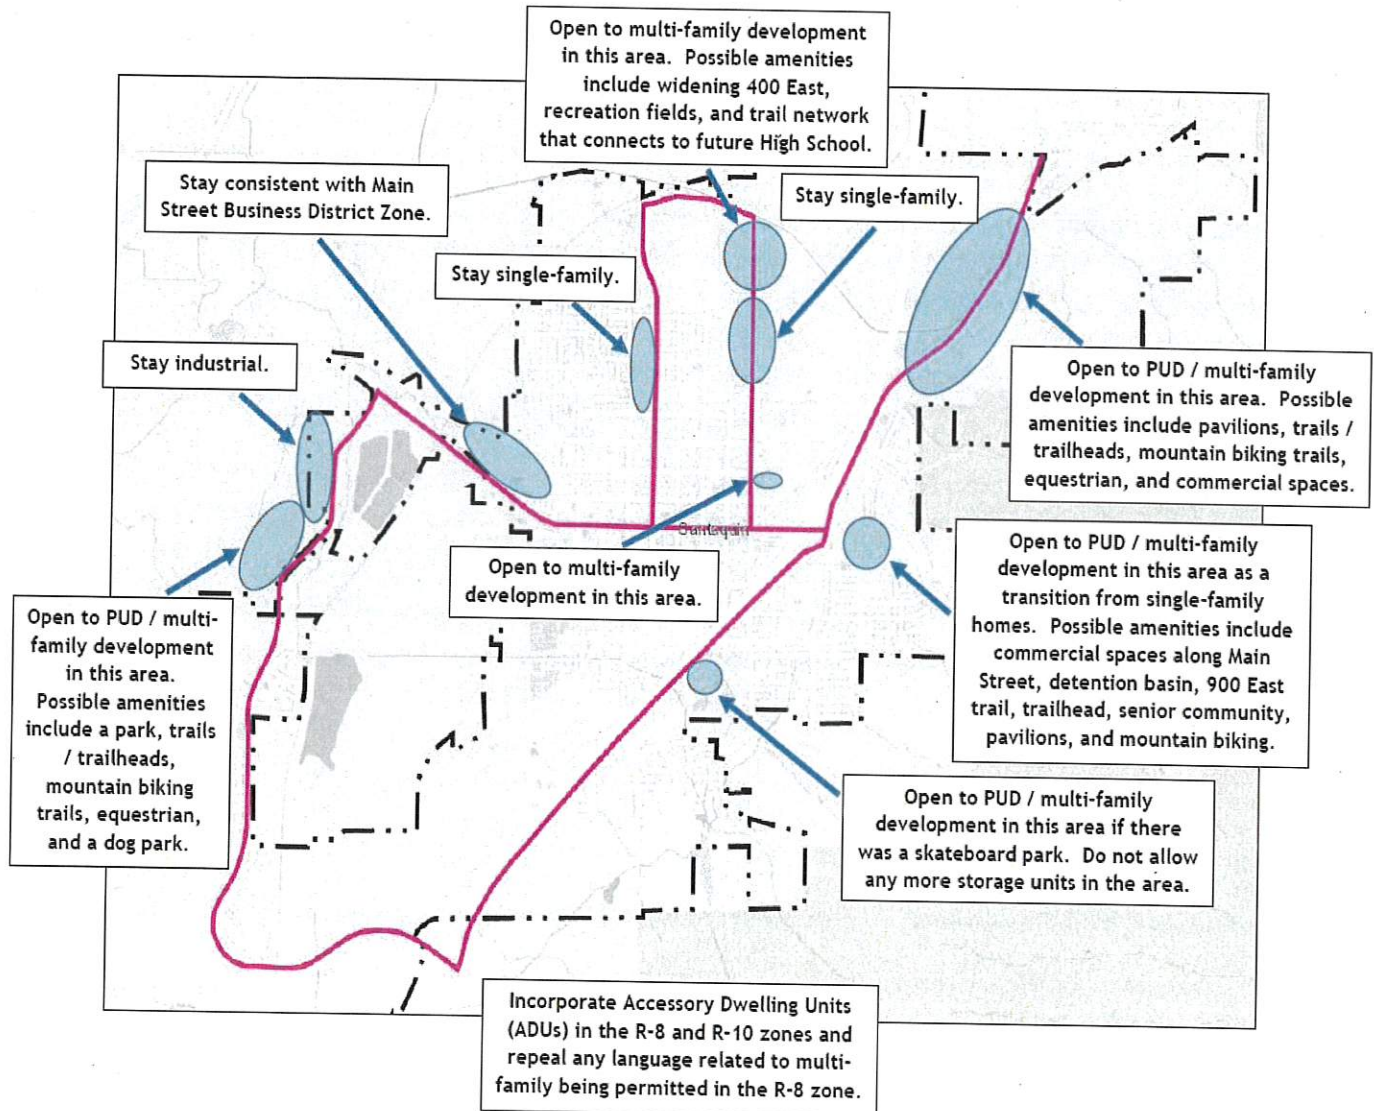 Open to multi-family development
in this area. Possible amenities
include widening 400 East,
recreation fields, and trail network
that connects to future High School.
Stay consistent with Main
Street Business District Zone.
Stay single-family.
Stay single-family.
Stay industrial.
Open to PUD / multi-family
development in this area. Possible
amenities include pavilions, trails /
trailheads, mountain biking trails,
equestrian, and commercial spaces.
Santaquin
Open to multi-family
development in this area.
Open to PUD / multi-family
development in this area as a
transition from single-family
homes. Possible amenities include
commercial spaces along Main
Street, detention basin, 900 East
trail, trailhead, senior community,
pavilions, and mountain biking.
Open to PUD / multi-
family development
in this area.
Possible amenities
include a park, trails
/ trailheads,
mountain biking
trails, equestrian,
and a dog park.
Open to PUD / multi-family
development in this area if there
was a skateboard park. Do not allow
any more storage units in the area.
Incorporate Accessory Dwelling Units
(ADUs) in the R-8 and R-10 zones and
repeal any language related to multi-
family being permitted in the R-8 zone.